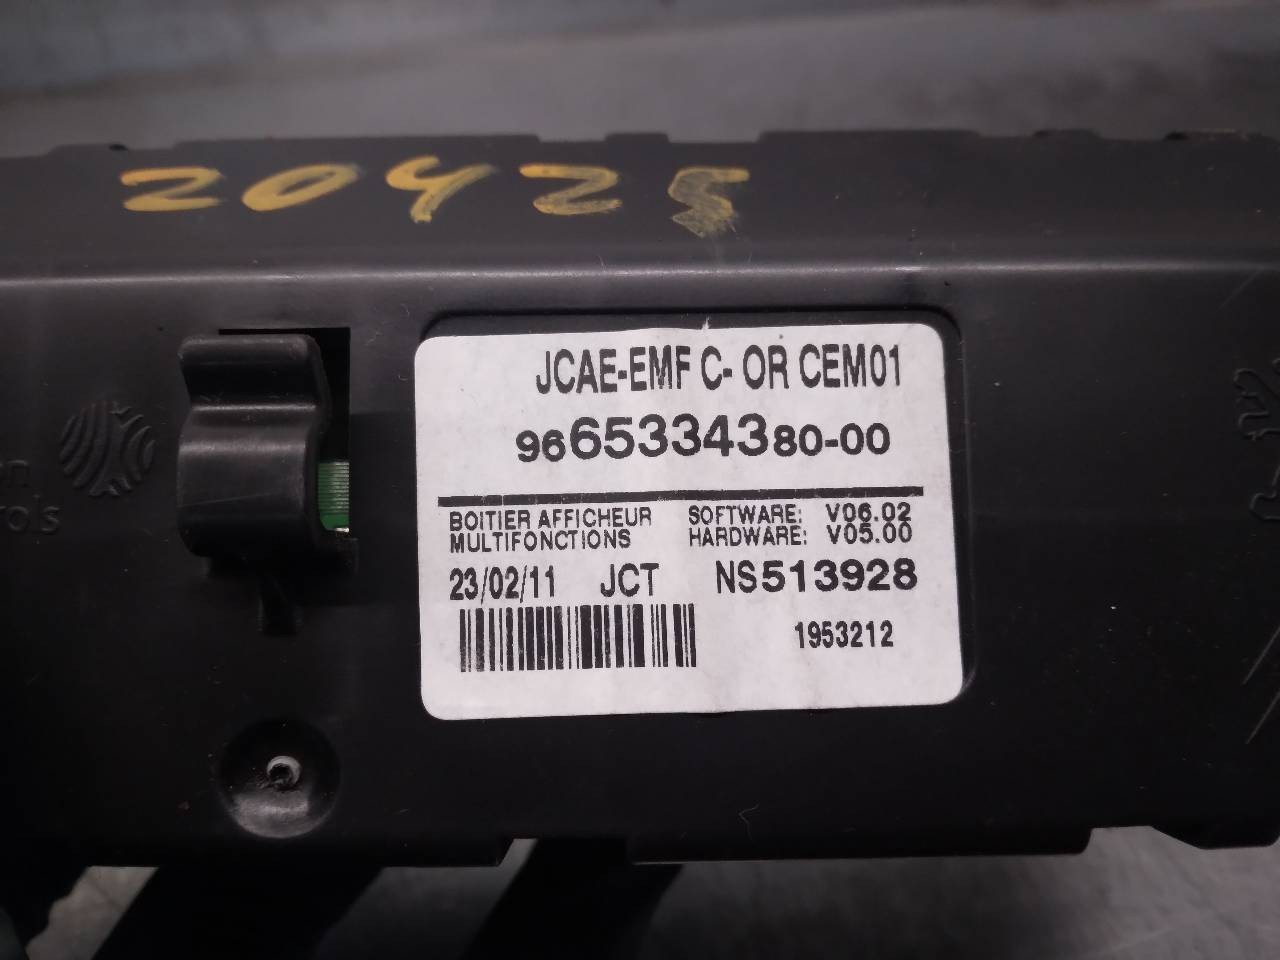 20425
JCAE-EMF C- OR CEM01
9665334380-00
BOITIER AFFICHEUR SOFTWARE: V06.02
MULTIFONCTIONS HARDWARE: V05.00
23/02/11 JCT NS513928
1953212